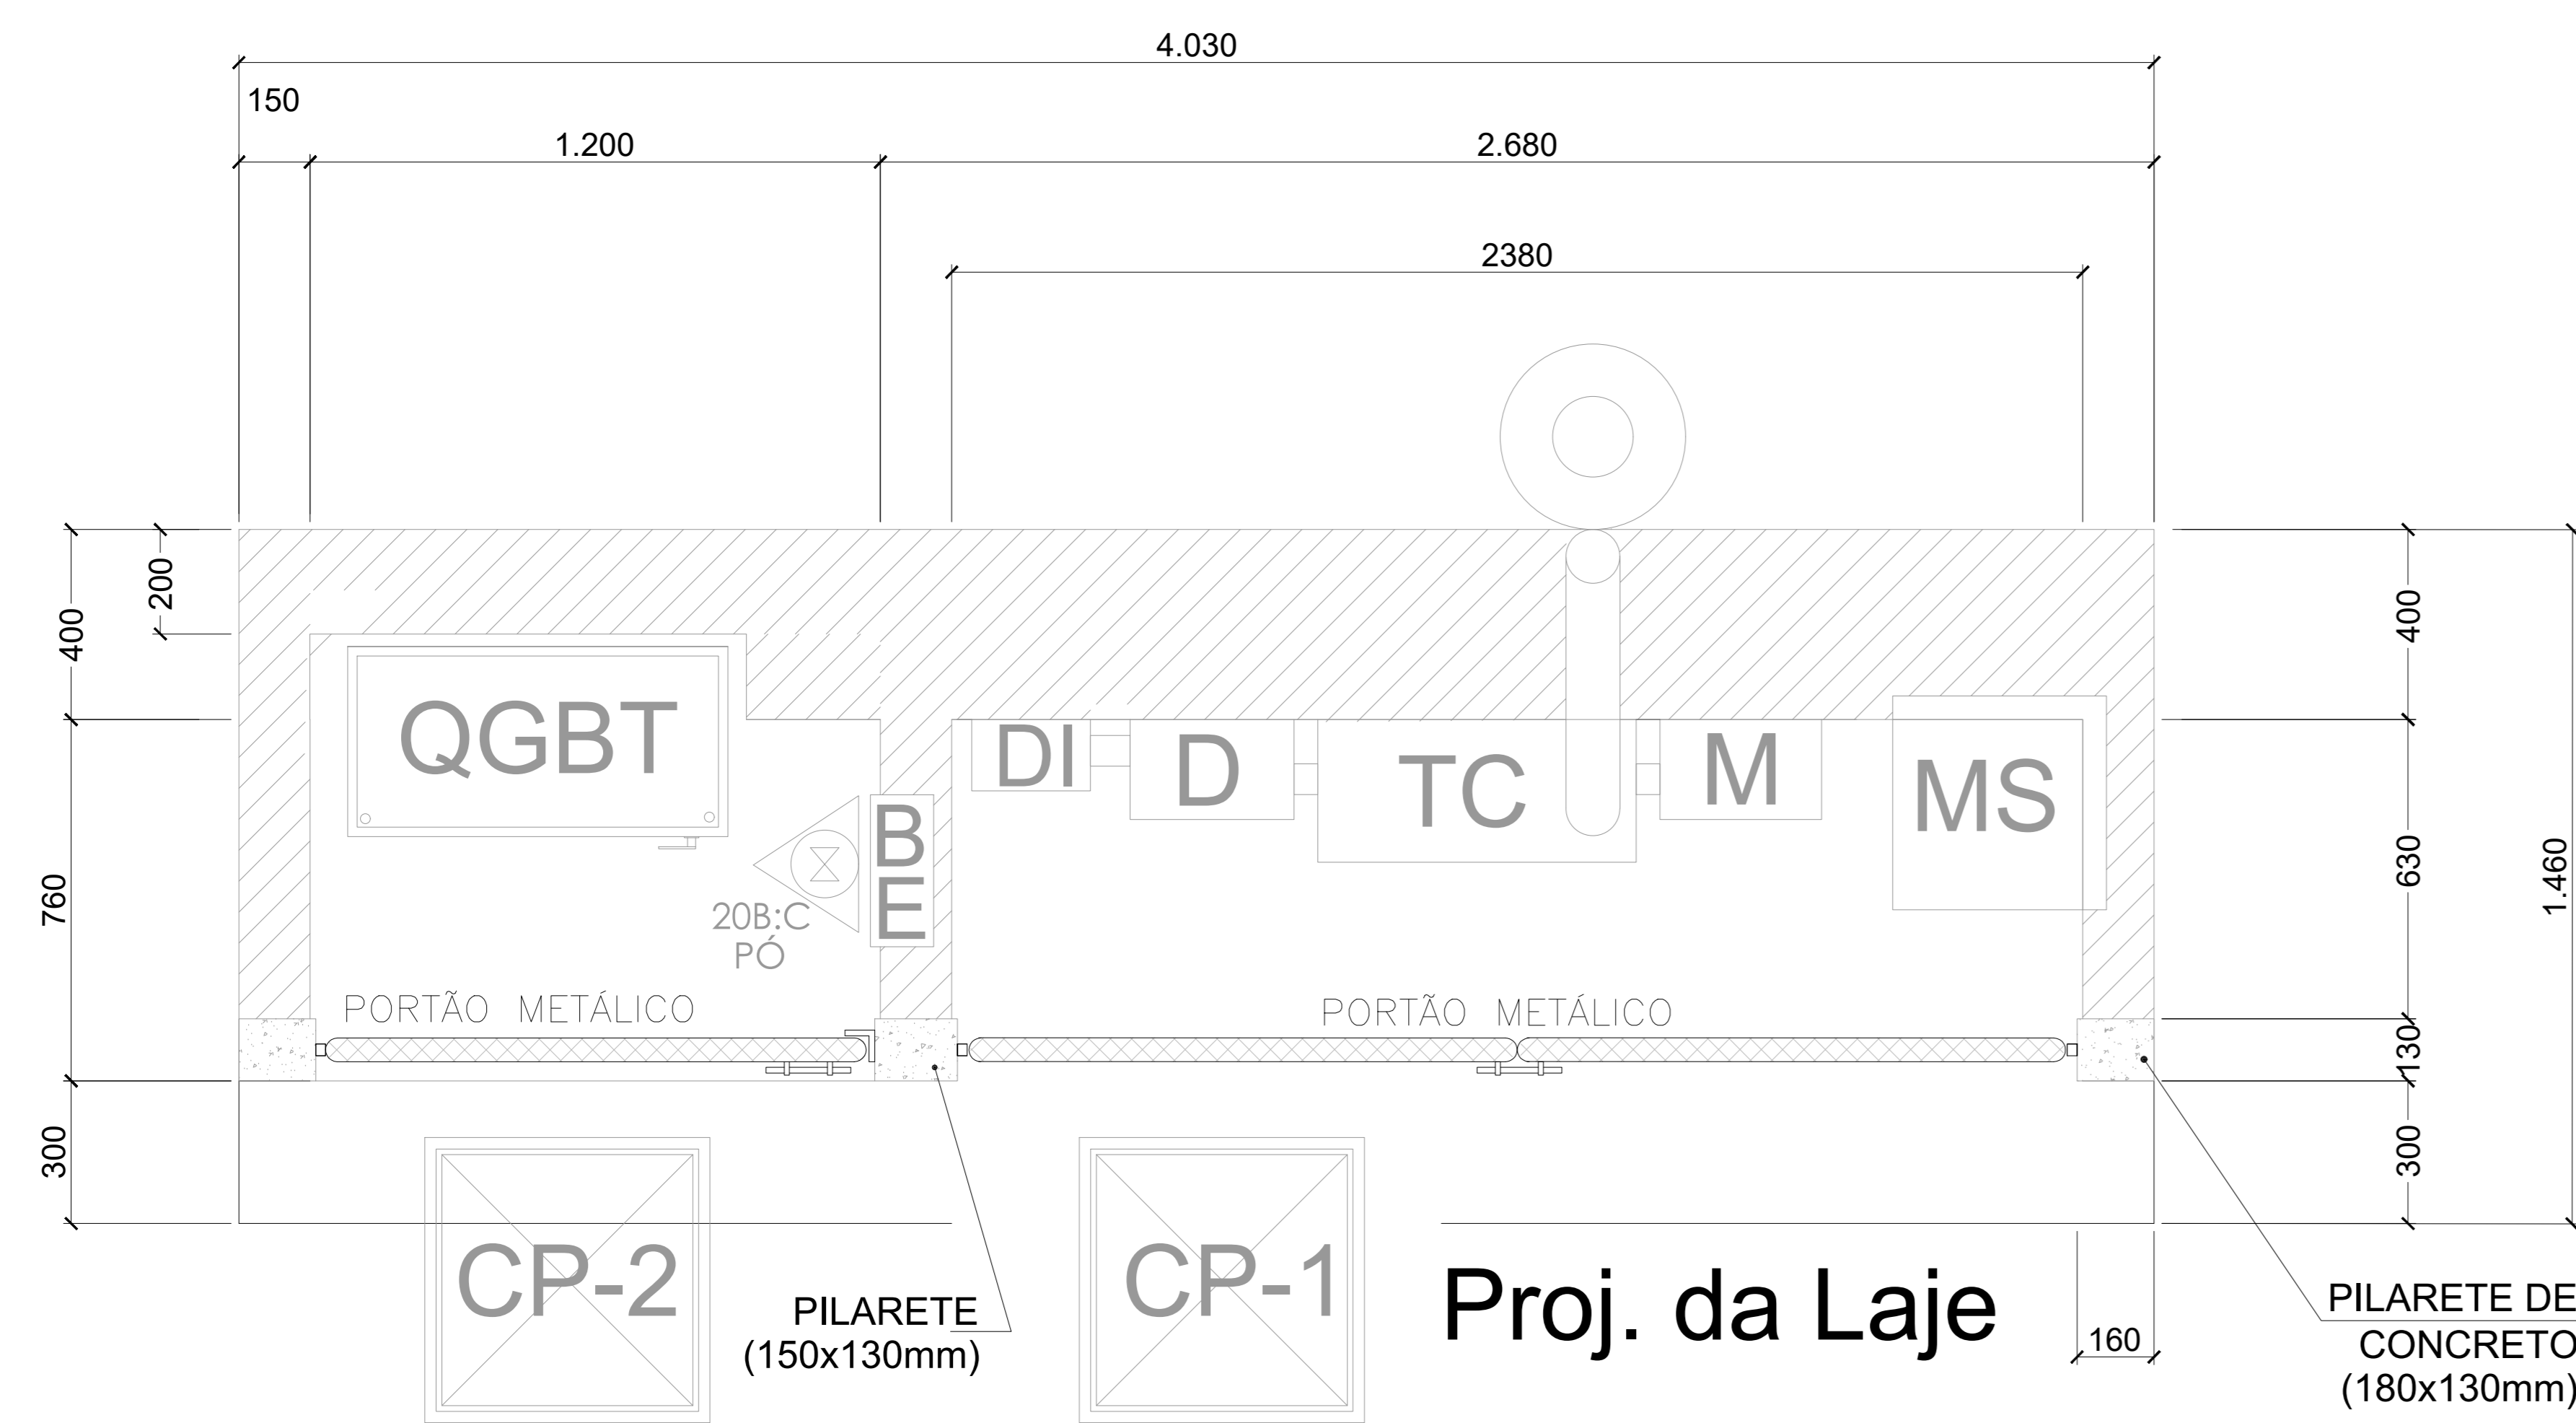 4.030
150
1.200
2.680
2380
400
200
760
300
400
630
130
300
1.460
QGBT
DI
D
TC
M
MS
B
E
20B:C
PÓ
PORTÃO METÁLICO
PORTÃO METÁLICO
CP-2
CP-1
PILARETE
(150x130mm)
Proj. da Laje
160
PILARETE DE
CONCRETO
(180x130mm)